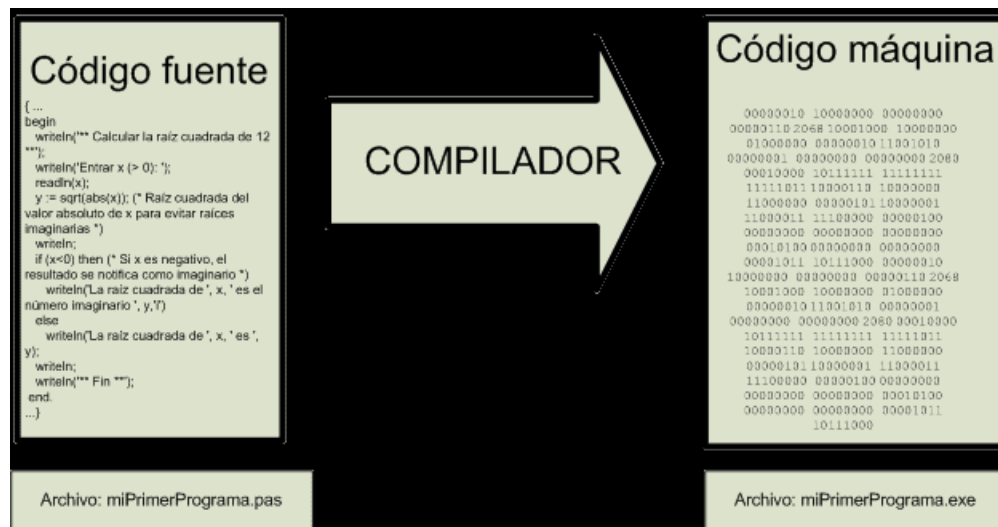 Código fuente
{ ...
begin
writeln('** Calcular la raíz cuadrada de 12
**');
writeln('Entrar x (> 0): ');
readln(x);
y := sqrt(abs(x)); (* Raíz cuadrada del
valor absoluto de x para evitar raíces
imaginarias *)
writeln;
if (x<0) then (* Si x es negativo, el
resultado se notifica como imaginario *)
writeln('La raíz cuadrada de ', x, ' es el
número imaginario ', y,'i')
else
writeln('La raíz cuadrada de ', x, ' es ',
y);
writeln;
writeln('** Fin **');
end.
...}
Archivo: miPrimerPrograma.pas
COMPILADOR
Código máquina
00000010 10000000 00000000
00000110 2068 10001000 10000000
01000000 00000010 11001010
00000001 00000000 00000000 2080
00010000 10111111 11111111
11111011 10000110 10000000
11000000 00000101 10000001
11000011 11100000 00000100
00000000 00000000 00000000
00010100 00000000 00000000
00001011 10111000 00000010
10000000 00000000 00000110 2068
10001000 10000000 01000000
00000010 11001010 00000001
00000000 00000000 2080 00010000
10111111 11111111 11111011
10000110 10000000 11000000
00000101 10000001 11000011
11100000 00000100 00000000
00000000 00000000 00010100
00000000 00000000 00001011
10111000
Archivo: miPrimerPrograma.exe